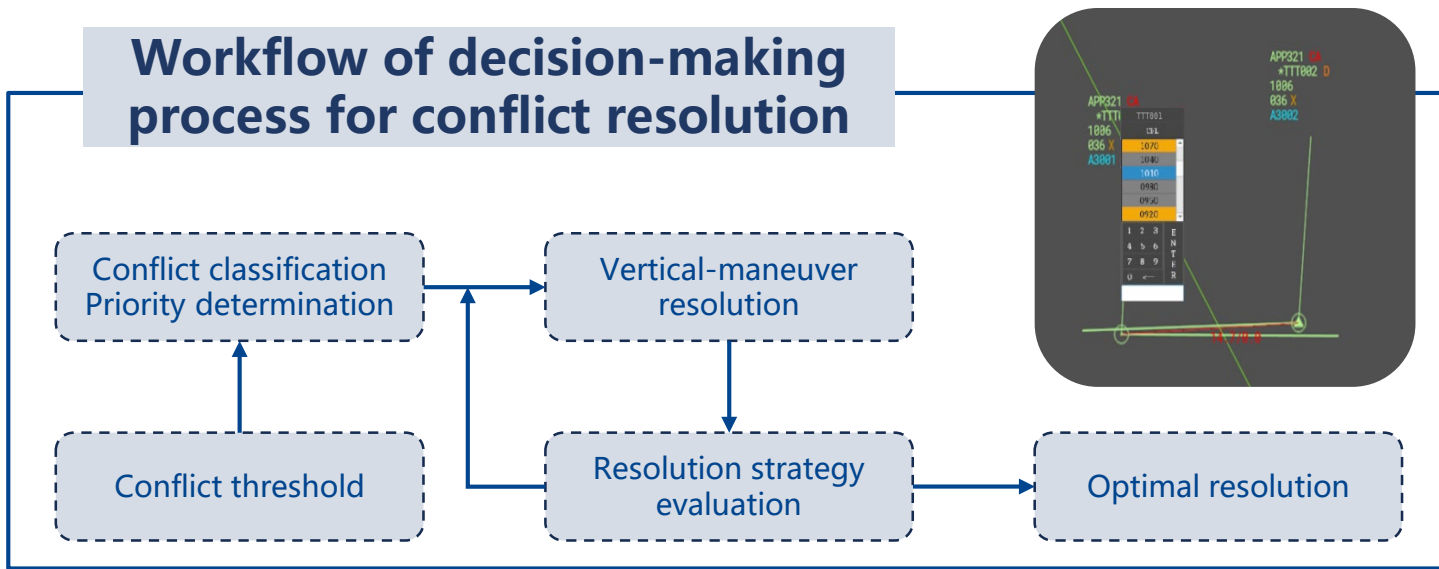 Workflow of decision-making
process for conflict resolution
Conflict classification
Priority determination
Vertical-maneuver
resolution
Conflict threshold
Resolution strategy
evaluation
Optimal resolution
APP321
*TTT002 D
1006
036 X
A3002
APP321
1006
036 X
A3001
TTT001
1070
1040
1010
0980
0950
0920
1 2 3
4 5 6
7 8 9
0 ←
ENTER